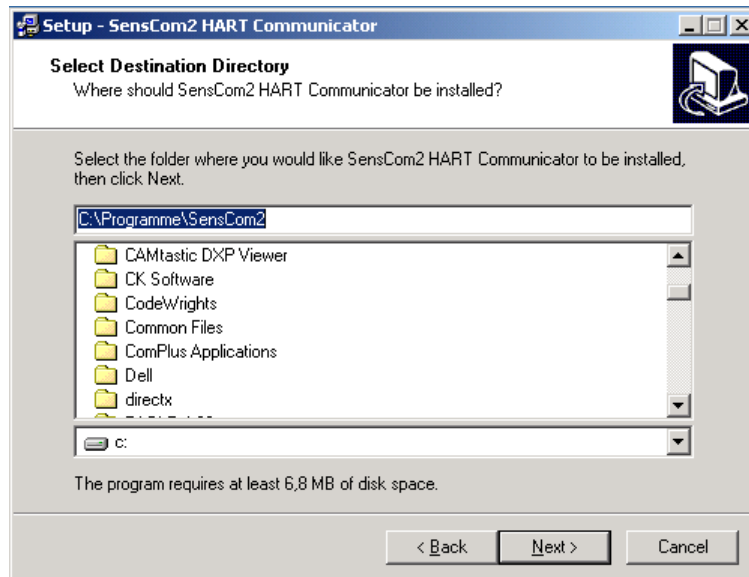 Setup - SensCom2 HART Communicator
Select Destination Directory
Where should SensCom2 HART Communicator be installed?
Select the folder where you would like SensCom2 HART Communicator to be installed,
then click Next.
C:\Programme\SensCom2
CAMtastic DXP Viewer
CK Software
CodeWrights
Common Files
ComPlus Applications
Dell
directx
c:
The program requires at least 6,8 MB of disk space.
< Back
Next >
Cancel